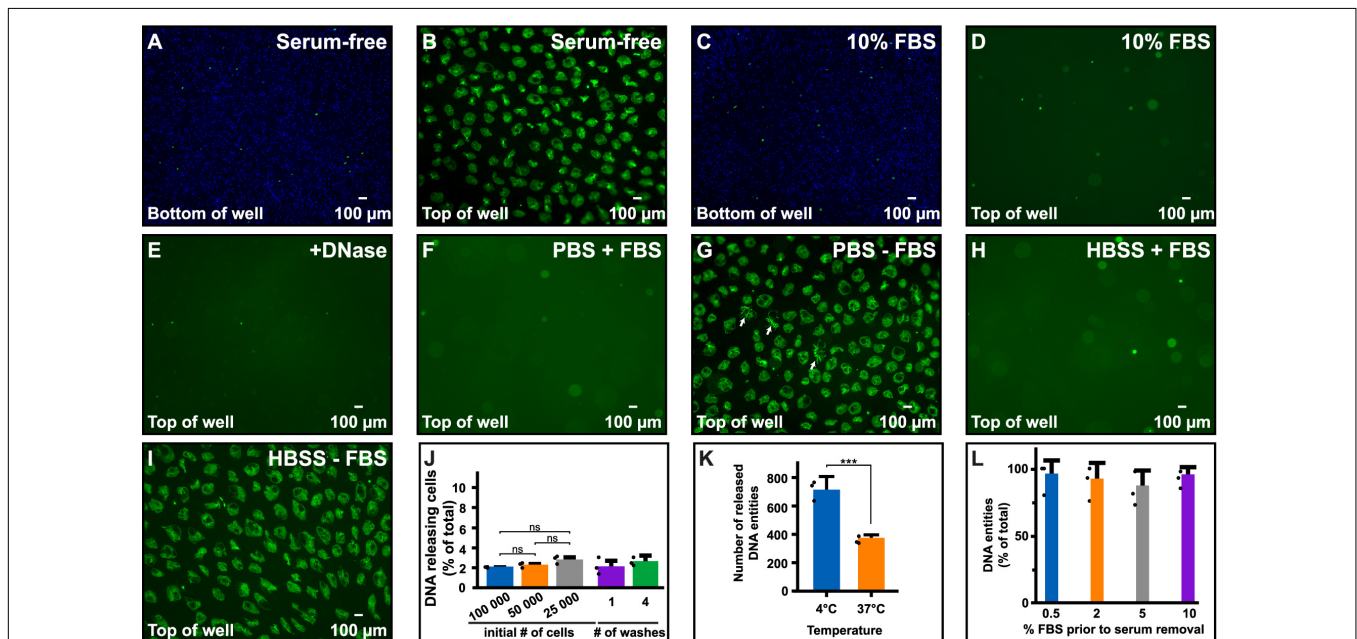 A
Serum-free
Bottom of well
100 µm
B
Serum-free
Top of well
100 µm
C
10% FBS
Bottom of well
100 µm
D
10% FBS
Top of well
100 µm
E
+DNase
Top of well
100 µm
F
PBS + FBS
Top of well
100 µm
G
PBS - FBS
Top of well
100 µm
H
HBSS + FBS
Top of well
100 µm
I
HBSS - FBS
Top of well
100 µm
J
DNA releasing cells
(% of total)
10
8
6
4
2
0
ns
ns
ns
100 000
50 000
25 000
1
4
initial # of cells
# of washes
K
Number of released
DNA entities
800
600
400
200
0
***
4°C
37°C
Temperature
L
DNA entities
(% of total)
100
50
0
0.5
2
5
10
% FBS prior to serum removal